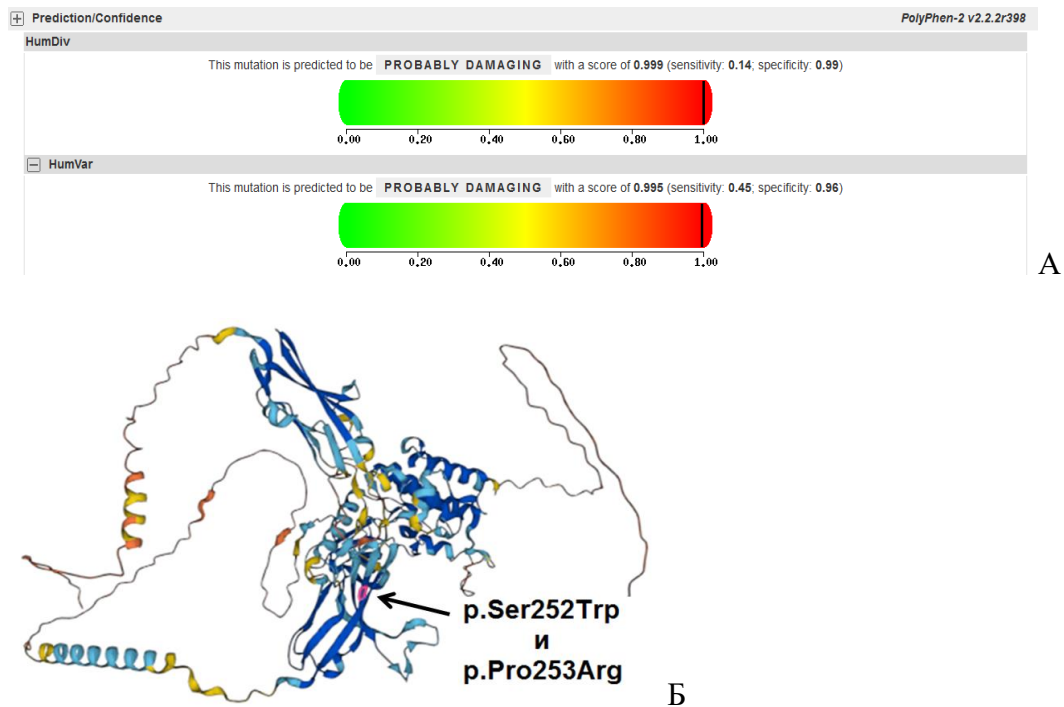 Prediction/Confidence PolyPhen-2 v2.2.2r398
HumDiv
This mutation is predicted to be PROBABLY DAMAGING with a score of 0.999 (sensitivity: 0.14; specificity: 0.99)
0.00 0.20 0.40 0.60 0.80 1.00
HumVar
This mutation is predicted to be PROBABLY DAMAGING with a score of 0.995 (sensitivity: 0.45; specificity: 0.96)
0.00 0.20 0.40 0.60 0.80 1.00
А
p.Ser252Trp
и
p.Pro253Arg
Б